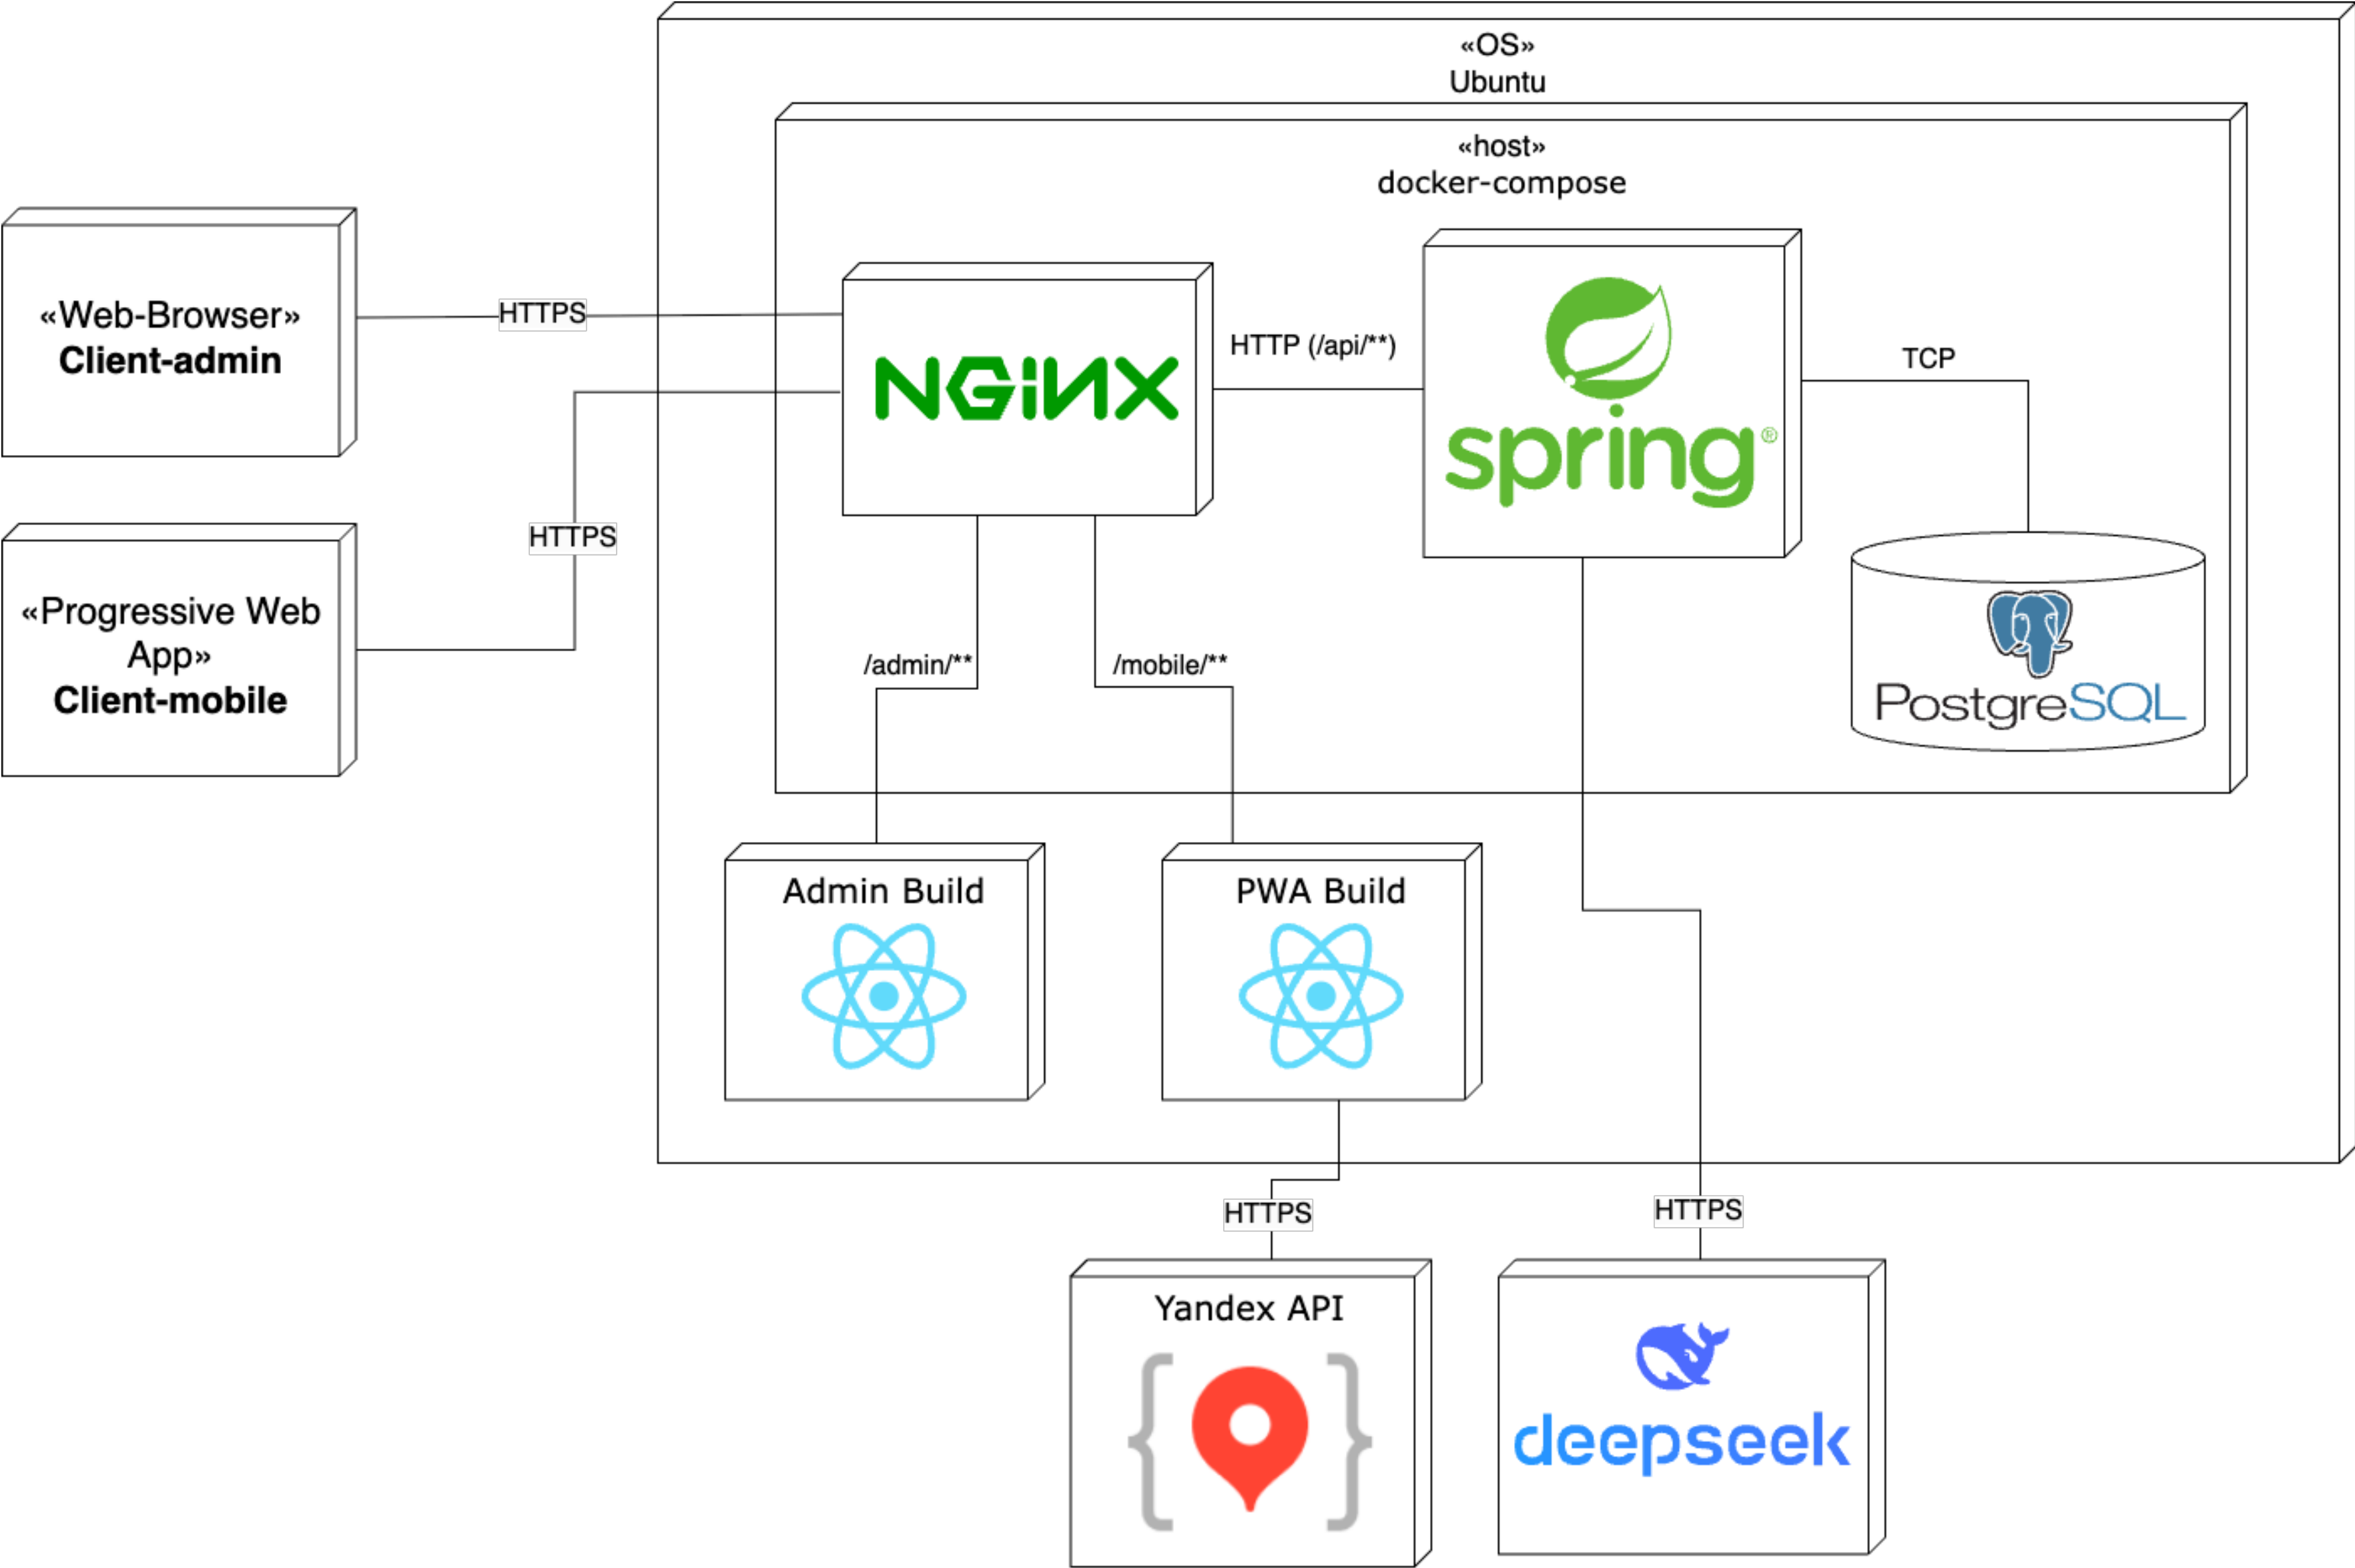 «OS»
Ubuntu
«host»
docker-compose
«Web-Browser»
Client-admin
HTTPS
NGINX
HTTP (/api/**)
spring®
TCP
«Progressive Web
App»
Client-mobile
HTTPS
/admin/**
/mobile/**
PostgreSQL
Admin Build
PWA Build
HTTPS
HTTPS
Yandex API
{ }
deepseek